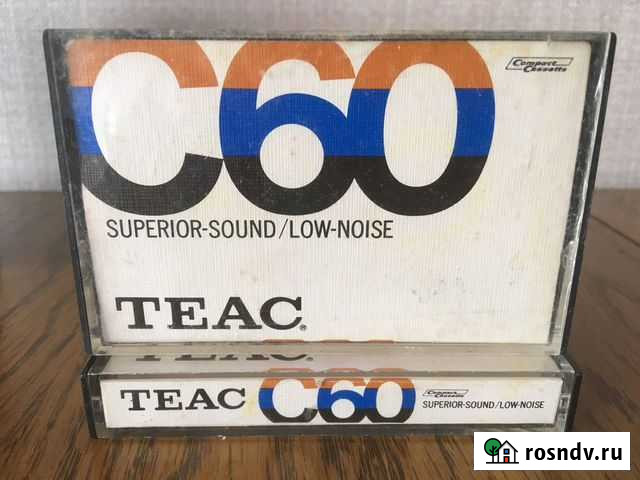 C60
Compact
Cassette
SUPERIOR-SOUND/LOW-NOISE
TEAC®
TEAC C60 Compact Cassette SUPERIOR-SOUND/LOW-NOISE
rosndv.ru